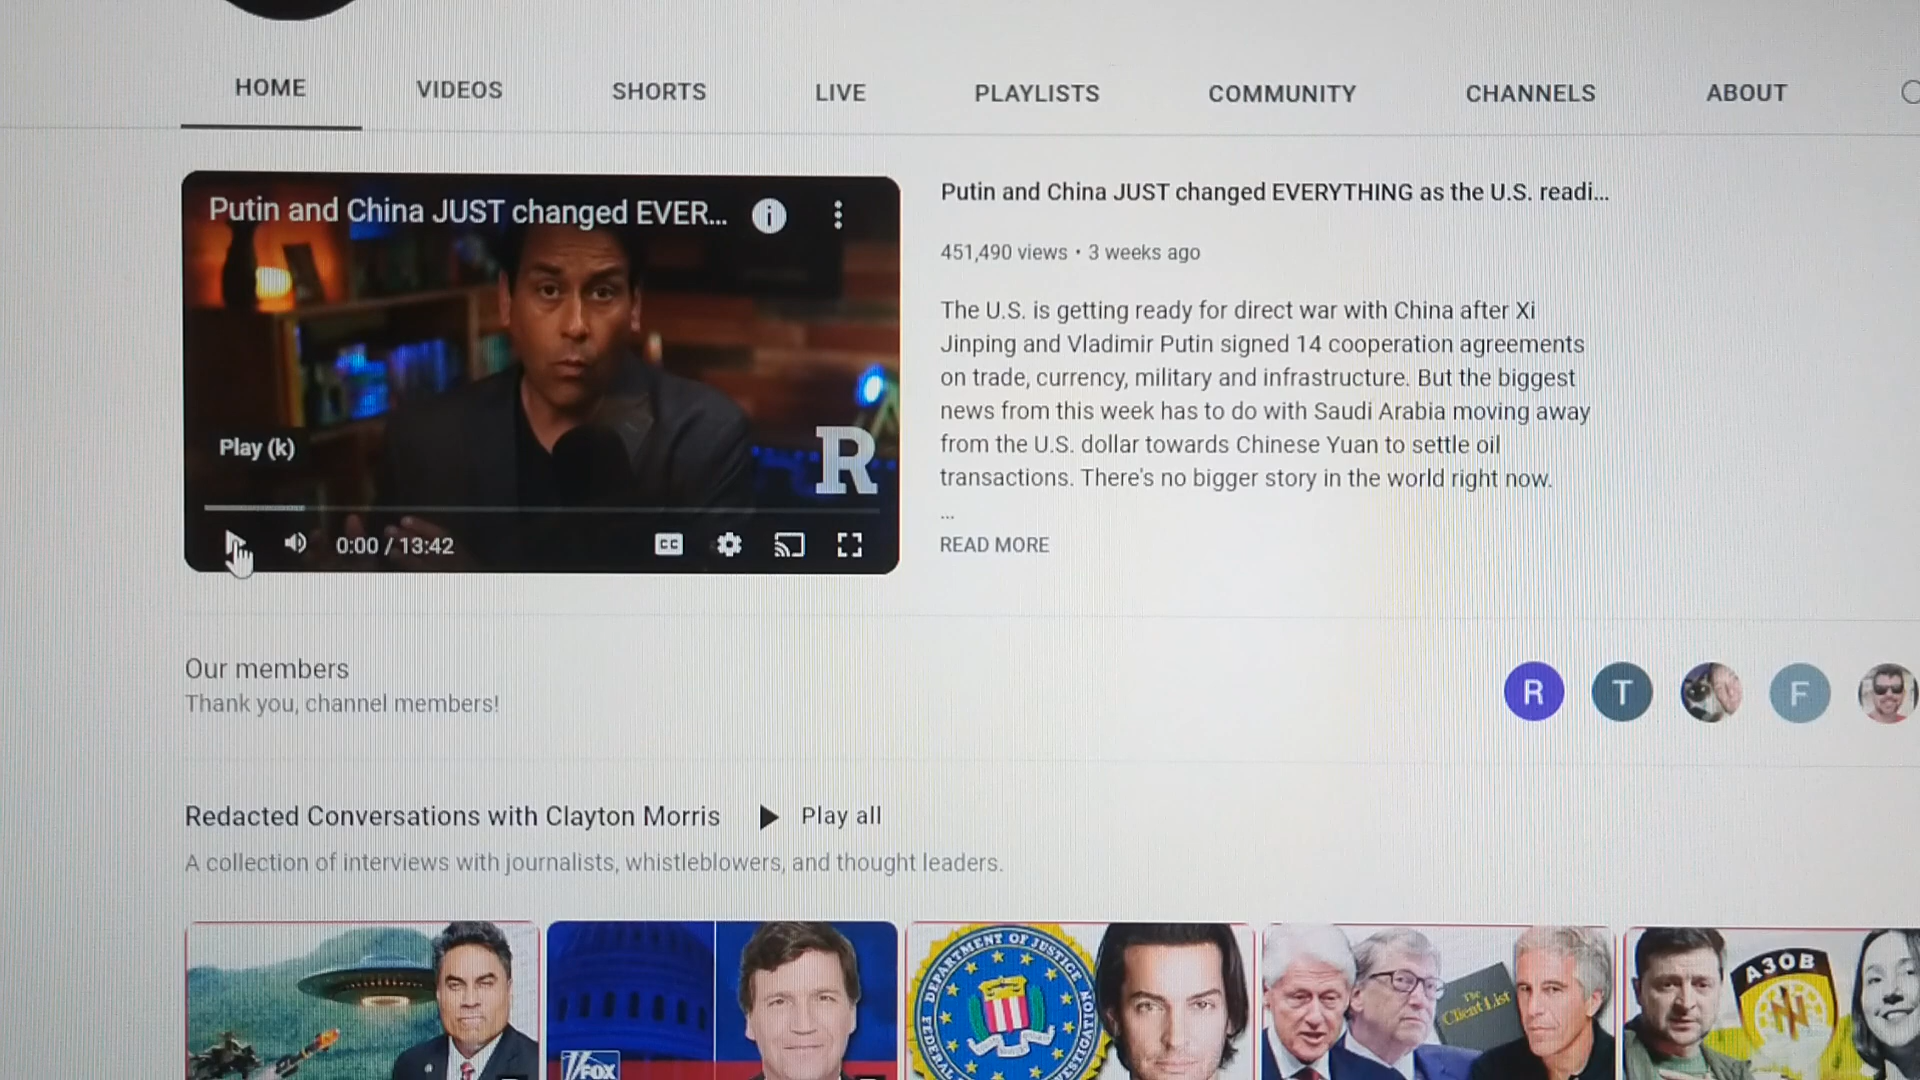 HOME VIDEOS SHORTS LIVE PLAYLISTS COMMUNITY CHANNELS ABOUT
Putin and China JUST changed EVER...
Play (k)
R
0:00 / 13:42
CC
Putin and China JUST changed EVERYTHING as the U.S. readi...
451,490 views • 3 weeks ago
The U.S. is getting ready for direct war with China after Xi
Jinping and Vladimir Putin signed 14 cooperation agreements
on trade, currency, military and infrastructure. But the biggest
news from this week has to do with Saudi Arabia moving away
from the U.S. dollar towards Chinese Yuan to settle oil
transactions. There's no bigger story in the world right now.
...
READ MORE
Our members
Thank you, channel members!
R T F
Redacted Conversations with Clayton Morris
Play all
A collection of interviews with journalists, whistleblowers, and thought leaders.
FOX
DEPARTMENT OF JUSTICE
FEDERAL
The
Client List
АЗОВ